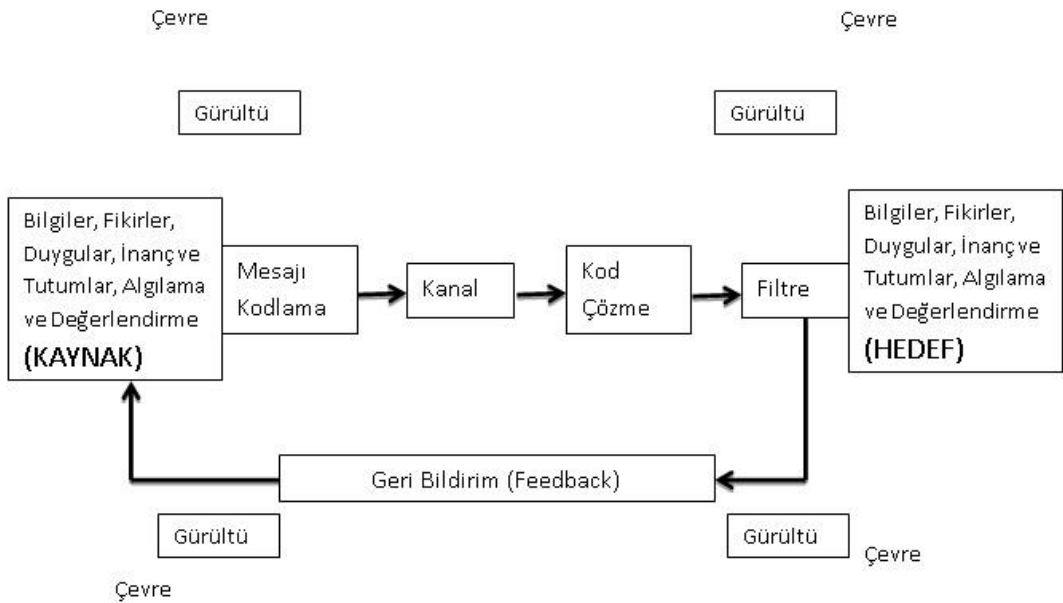 Çevre
Çevre
Gürültü
Gürültü
Bilgiler, Fikirler,
Duygular, İnanç ve
Tutumlar, Algılama
ve Değerlendirme
(KAYNAK)
Mesajı
Kodlama
Kanal
Kod
Çözme
Filtre
Bilgiler, Fikirler,
Duygular, İnanç ve
Tutumlar, Algılama
ve Değerlendirme
(HEDEF)
Geri Bildirim (Feedback)
Gürültü
Gürültü
Çevre
Çevre